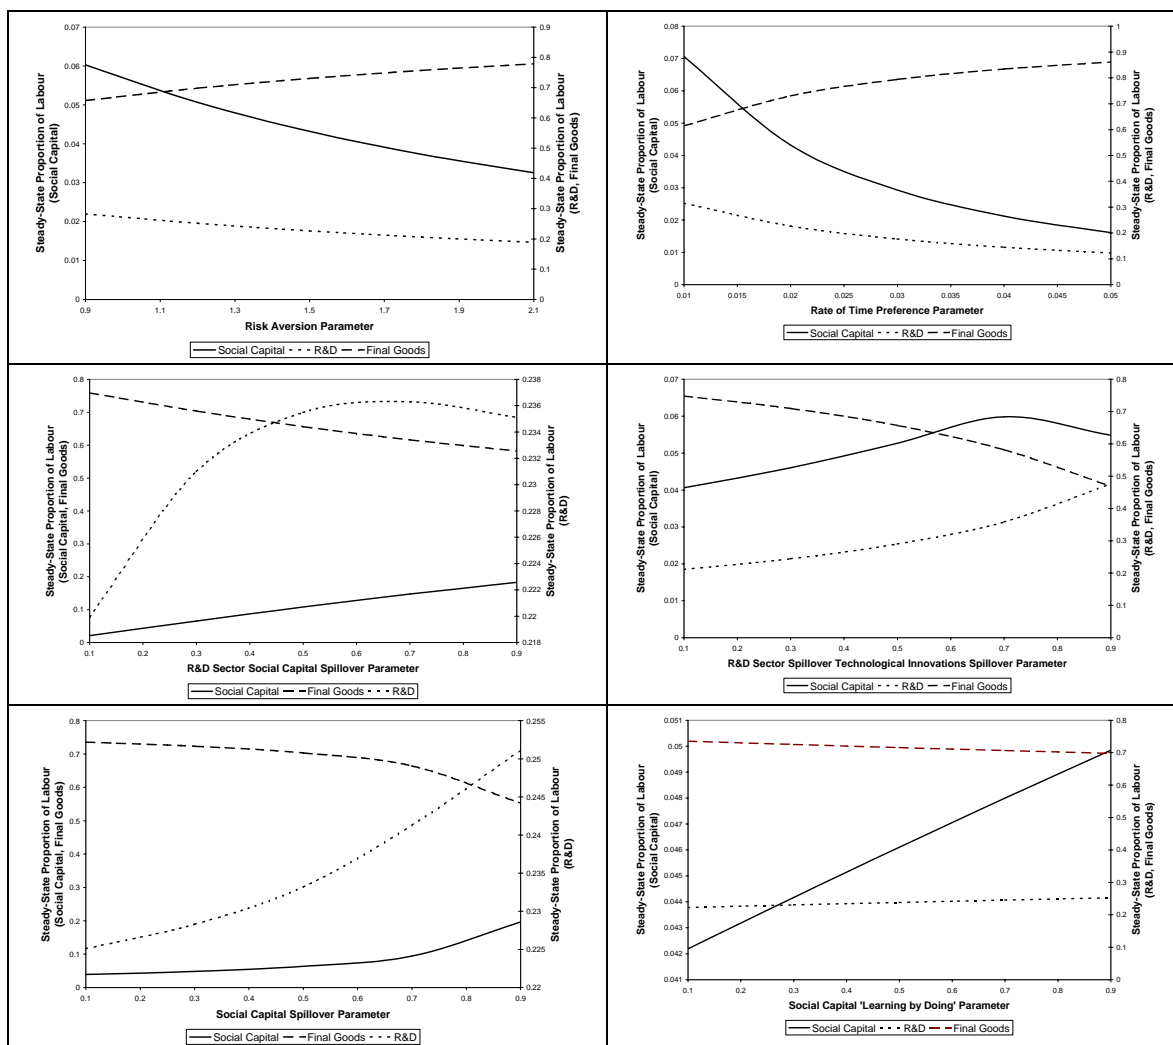 0.07
0.06
0.05
0.04
0.03
0.02
0.01
0
Steady-State Proportion of Labour
(Social Capital)
0.9
0.8
0.7
0.6
0.5
0.4
0.3
0.2
0.1
0
Steady-State Proportion of Labour
(R&D, Final Goods)
0.9 1.1 1.3 1.5 1.7 1.9 2.1
Risk Aversion Parameter
Social Capital R&D Final Goods
0.08
0.07
0.06
0.05
0.04
0.03
0.02
0.01
0
Steady-State Proportion of Labour
(Social Capital)
1
0.9
0.8
0.7
0.6
0.5
0.4
0.3
0.2
0.1
0
Steady-State Proportion of Labour
(R&D, Final Goods)
0.01 0.015 0.02 0.025 0.03 0.035 0.04 0.045 0.05
Rate of Time Preference Parameter
Social Capital R&D Final Goods
0.8
0.7
0.6
0.5
0.4
0.3
0.2
0.1
0
Steady-State Proportion of Labour
(Social Capital, Final Goods)
0.238
0.236
0.234
0.232
0.23
0.228
0.226
0.224
0.222
0.22
0.218
Steady-State Proportion of Labour
(R&D)
0.1 0.2 0.3 0.4 0.5 0.6 0.7 0.8 0.9
R&D Sector Social Capital Spillover Parameter
Social Capital Final Goods R&D
0.07
0.06
0.05
0.04
0.03
0.02
0.01
0
Steady-State Proportion of Labour
(Social Capital)
0.8
0.7
0.6
0.5
0.4
0.3
0.2
0.1
0
Steady-State Proportion of Labour
(R&D, Final Goods)
0.1 0.2 0.3 0.4 0.5 0.6 0.7 0.8 0.9
R&D Sector Spillover Technological Innovations Spillover Parameter
Social Capital R&D Final Goods
0.8
0.7
0.6
0.5
0.4
0.3
0.2
0.1
0
Steady-State Proportion of Labour
(Social Capital, Final Goods)
0.255
0.25
0.245
0.24
0.235
0.23
0.225
0.22
Steady-State Proportion of Labour
(R&D)
0.1 0.2 0.3 0.4 0.5 0.6 0.7 0.8 0.9
Social Capital Spillover Parameter
Social Capital Final Goods R&D
0.051
0.05
0.049
0.048
0.047
0.046
0.045
0.044
0.043
0.042
0.041
Steady-State Proportion of Labour
(Social Capital)
0.8
0.7
0.6
0.5
0.4
0.3
0.2
0.1
0
Steady-State Proportion of Labour
(R&D, Final Goods)
0.1 0.2 0.3 0.4 0.5 0.6 0.7 0.8 0.9
Social Capital 'Learning by Doing' Parameter
Social Capital R&D Final Goods